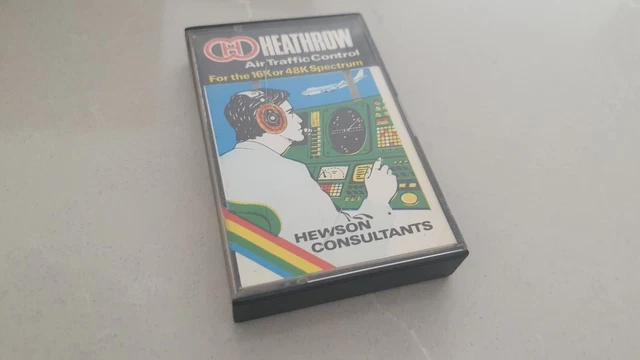 HEATHROW
Air Traffic Control
For the 16K or 48K Spectrum
HEWSON
CONSULTANTS